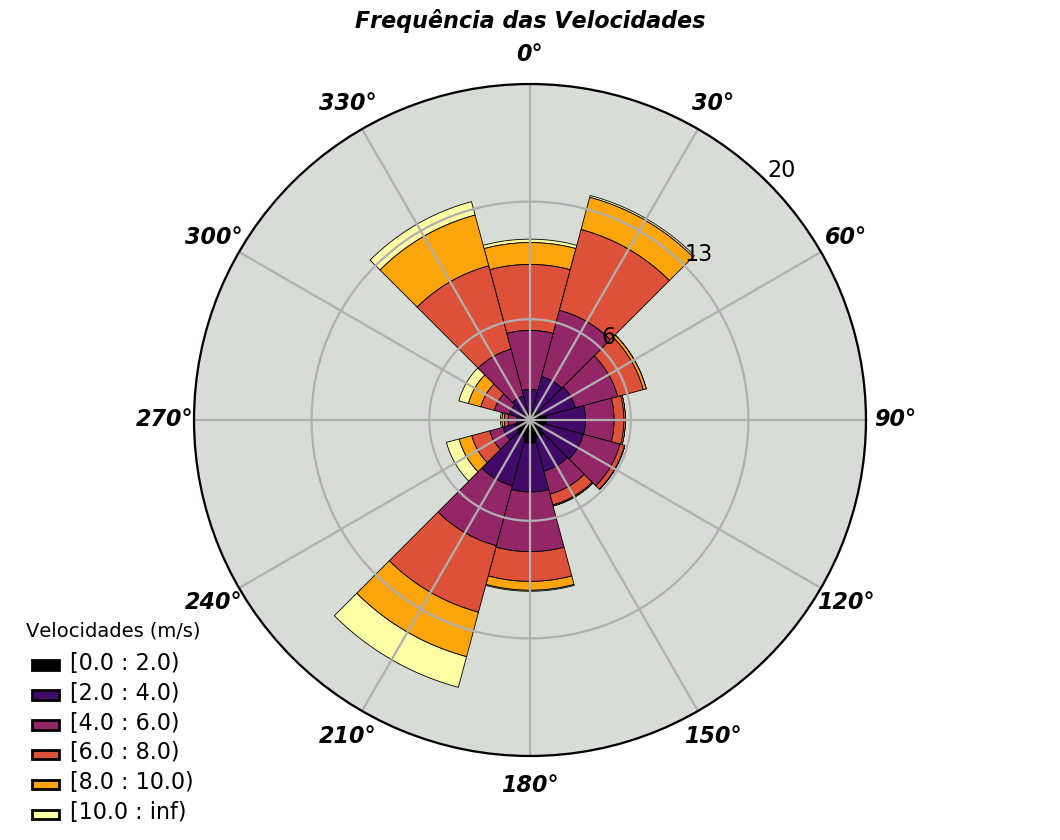 Frequência das Velocidades
0°
330°
30°
20
300°
60°
13
6
270°
90°
240°
120°
210°
150°
180°
Velocidades (m/s)
[0.0 : 2.0)
[2.0 : 4.0)
[4.0 : 6.0)
[6.0 : 8.0)
[8.0 : 10.0)
[10.0 : inf)